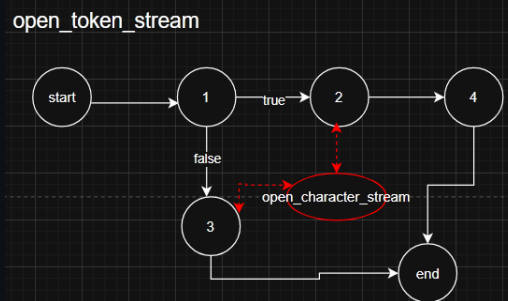 open_token_stream
start
1
true
2
4
false
open_character_stream
3
end